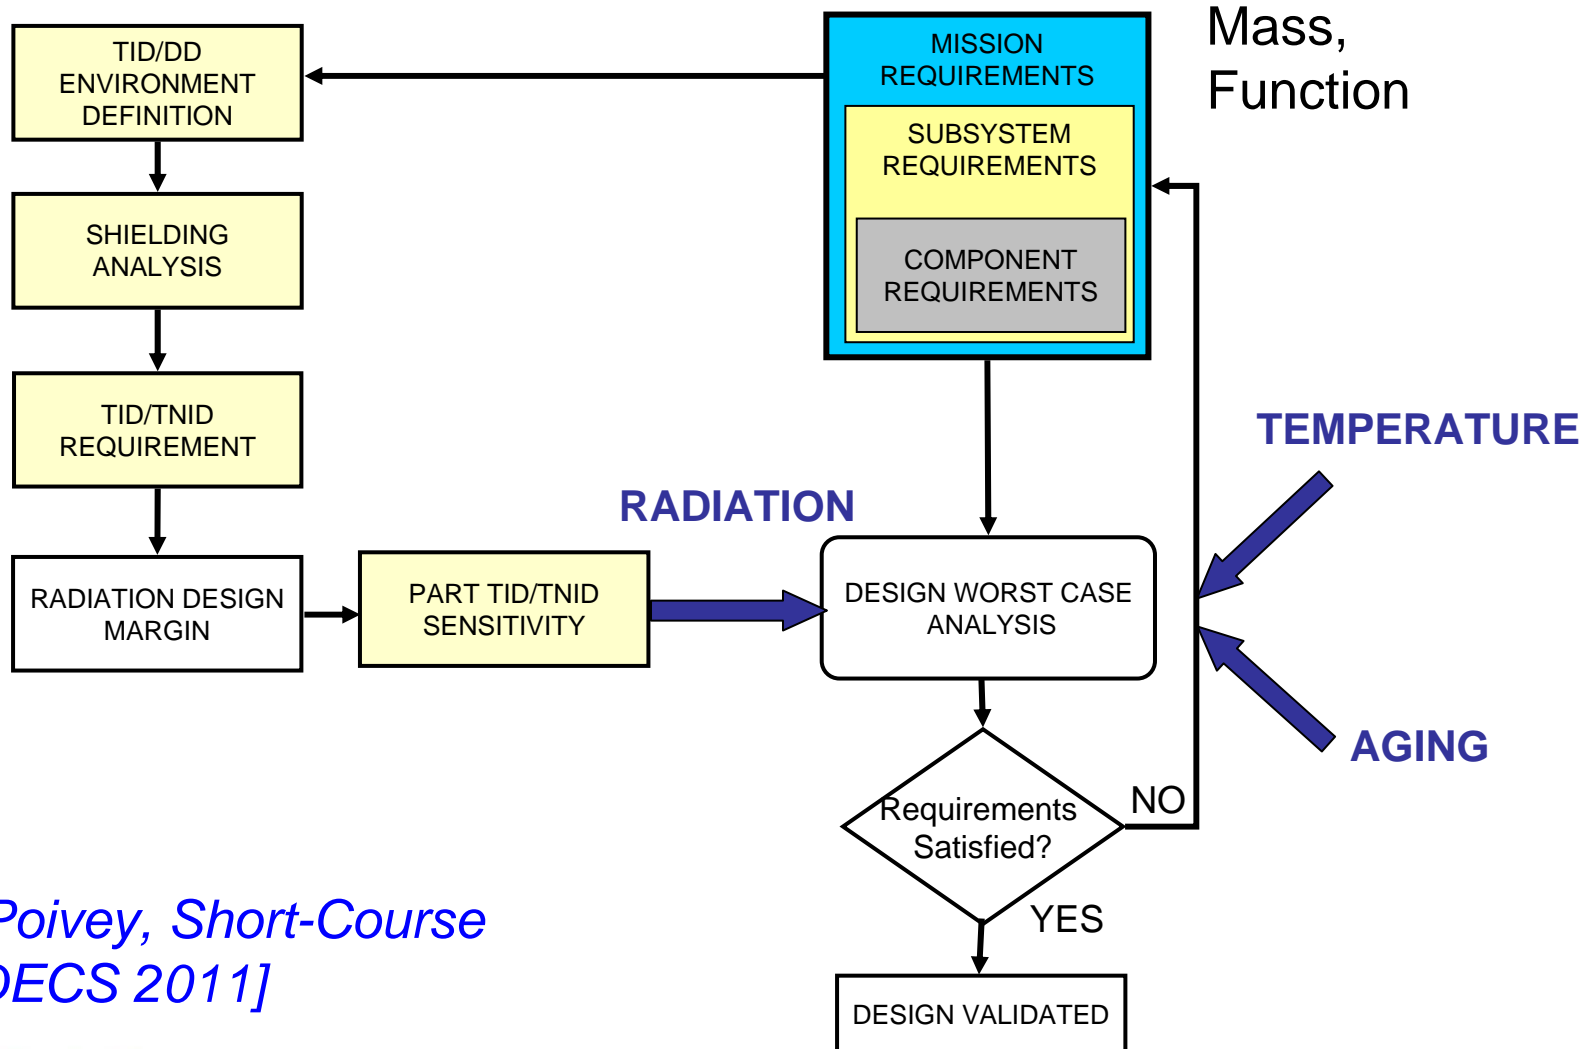 Mass,
Function
TID/DD
ENVIRONMENT
DEFINITION
MISSION
REQUIREMENTS
SUBSYSTEM
REQUIREMENTS
COMPONENT
REQUIREMENTS
SHIELDING
ANALYSIS
TID/TNID
REQUIREMENT
TEMPERATURE
RADIATION
RADIATION DESIGN
MARGIN
PART TID/TNID
SENSITIVITY
DESIGN WORST CASE
ANALYSIS
AGING
NO
Requirements
Satisfied?
YES
Poivey, Short-Course
DECS 2011]
DESIGN VALIDATED